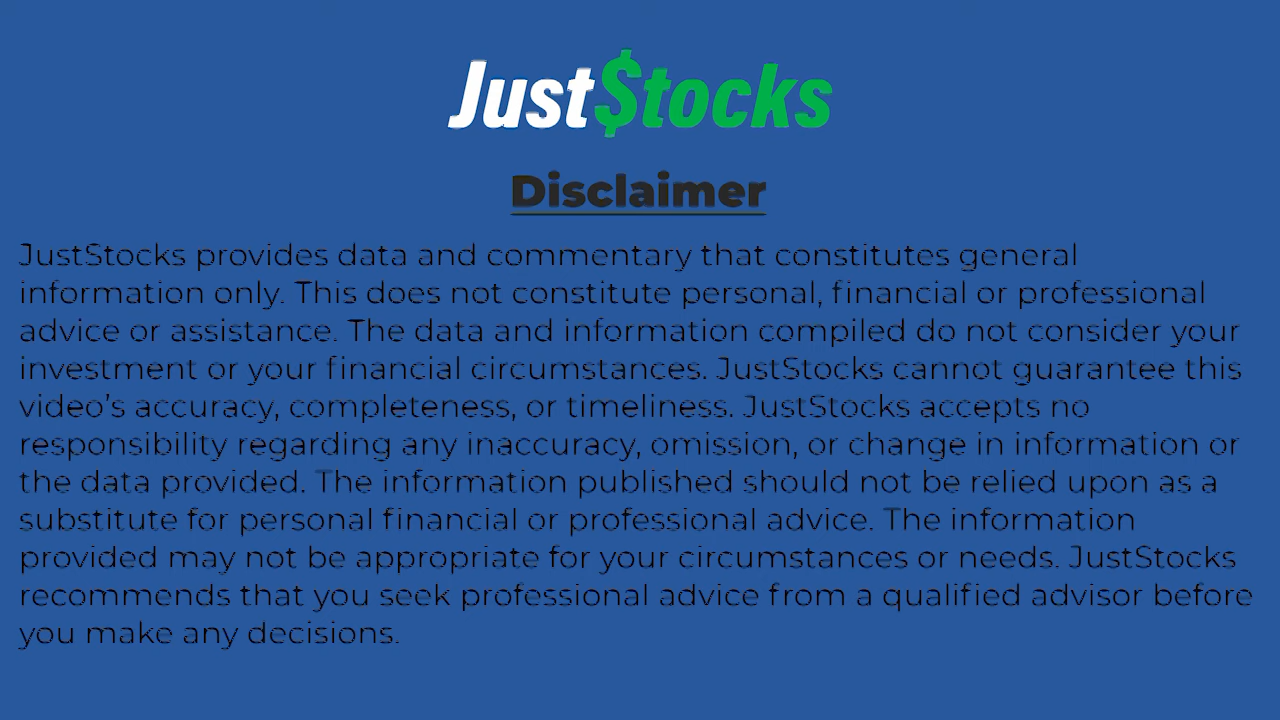 Just$tocks
Disclaimer
JustStocks provides data and commentary that constitutes general
information only. This does not constitute personal, financial or professional
advice or assistance. The data and information compiled do not consider your
investment or your financial circumstances. JustStocks cannot guarantee this
video's accuracy, completeness, or timeliness. JustStocks accepts no
responsibility regarding any inaccuracy, omission, or change in information or
the data provided. The information published should not be relied upon as a
substitute for personal financial or professional advice. The information
provided may not be appropriate for your circumstances or needs. JustStocks
recommends that you seek professional advice from a qualified advisor before
you make any decisions.